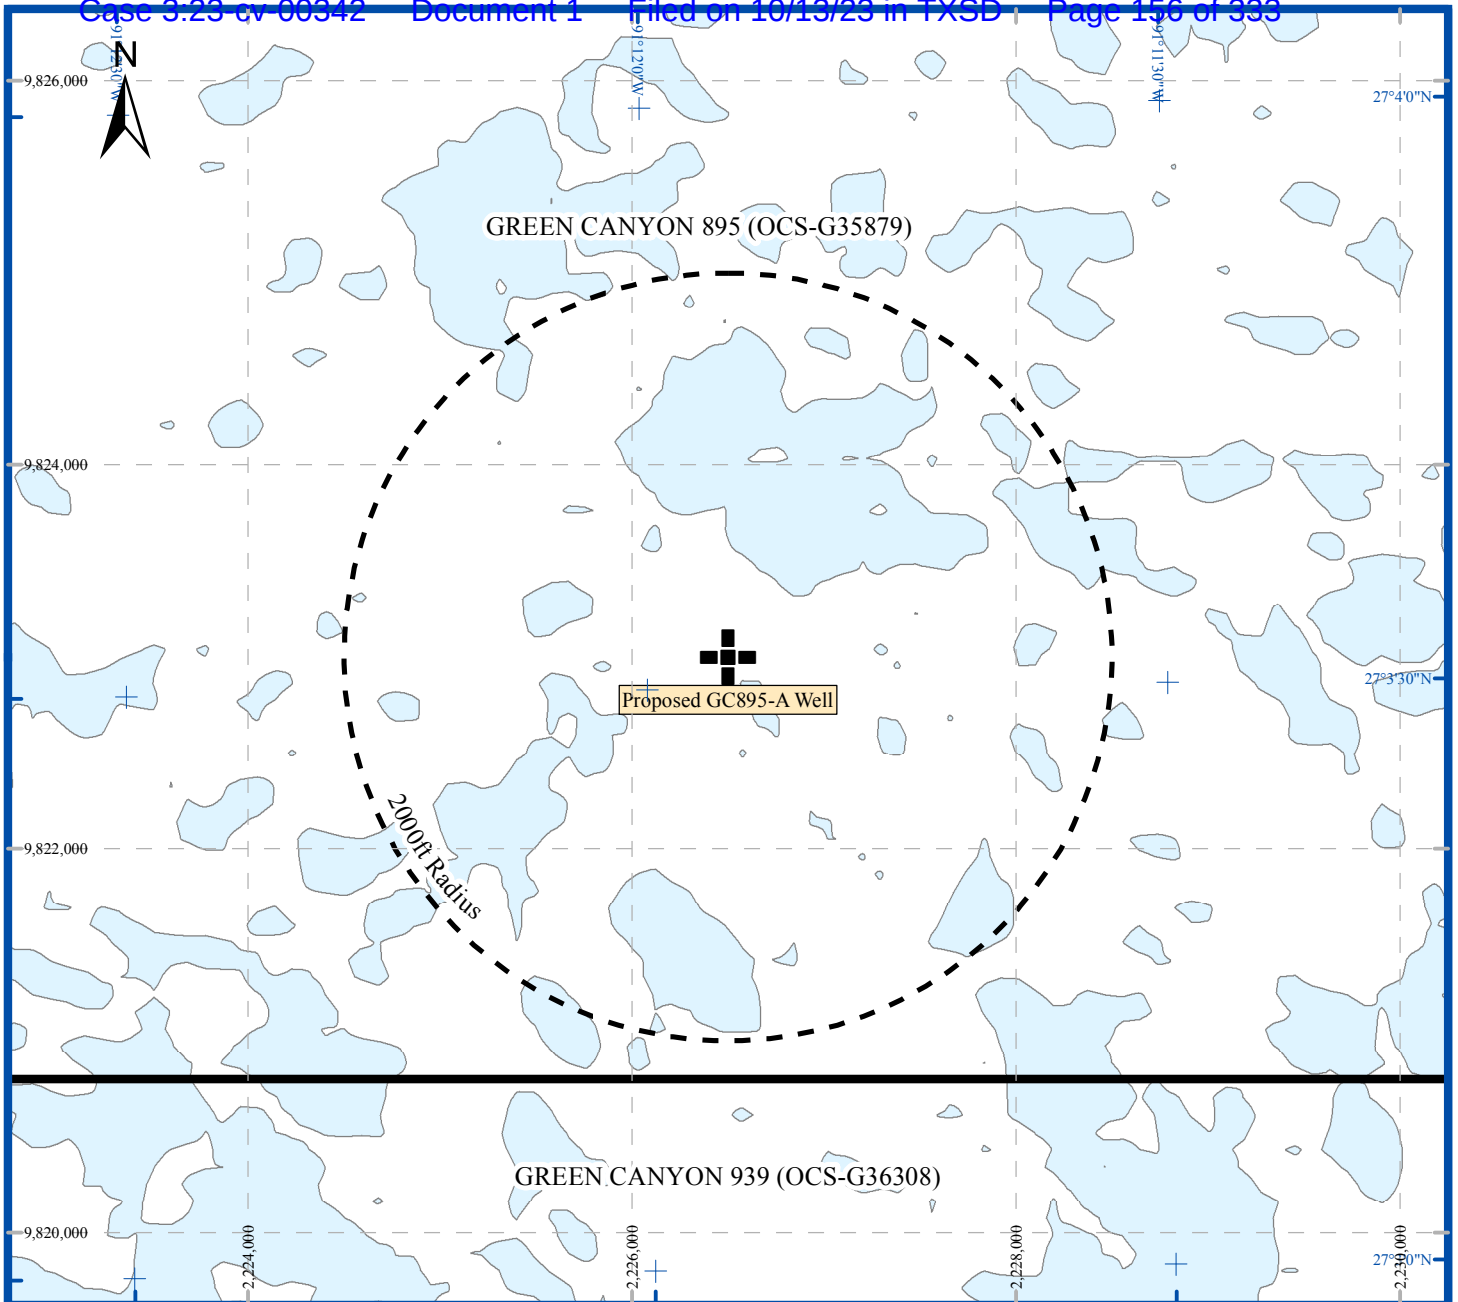 Case 3:23-cv-00342 Document 1 Filed on 10/13/23 in TXSD Page 156 of 333
N
91°12'0"W
91°11'30"W
9,826,000
27°4'0"N
GREEN CANYON 895 (OCS-G35879)
9,824,000
Proposed GC895-A Well
27°3'30"N
2000ft Radius
9,822,000
GREEN CANYON 939 (OCS-G36308)
9,820,000
2,224,000
2,226,000
2,228,000
2,230,000